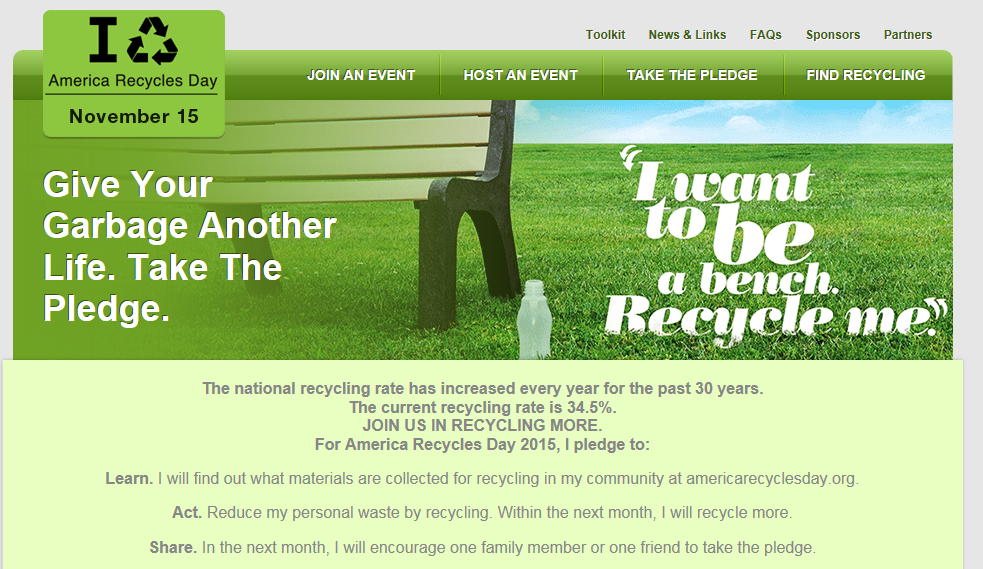 I
America Recycles Day
November 15
Toolkit News & Links FAQs Sponsors Partners
JOIN AN EVENT HOST AN EVENT TAKE THE PLEDGE FIND RECYCLING
Give Your
Garbage Another
Life. Take The
Pledge.
"I want
to be
a bench.
Recycle me."
The national recycling rate has increased every year for the past 30 years.
The current recycling rate is 34.5%.
JOIN US IN RECYCLING MORE.
For America Recycles Day 2015, I pledge to:
Learn. I will find out what materials are collected for recycling in my community at americarecyclesday.org.
Act. Reduce my personal waste by recycling. Within the next month, I will recycle more.
Share. In the next month, I will encourage one family member or one friend to take the pledge.